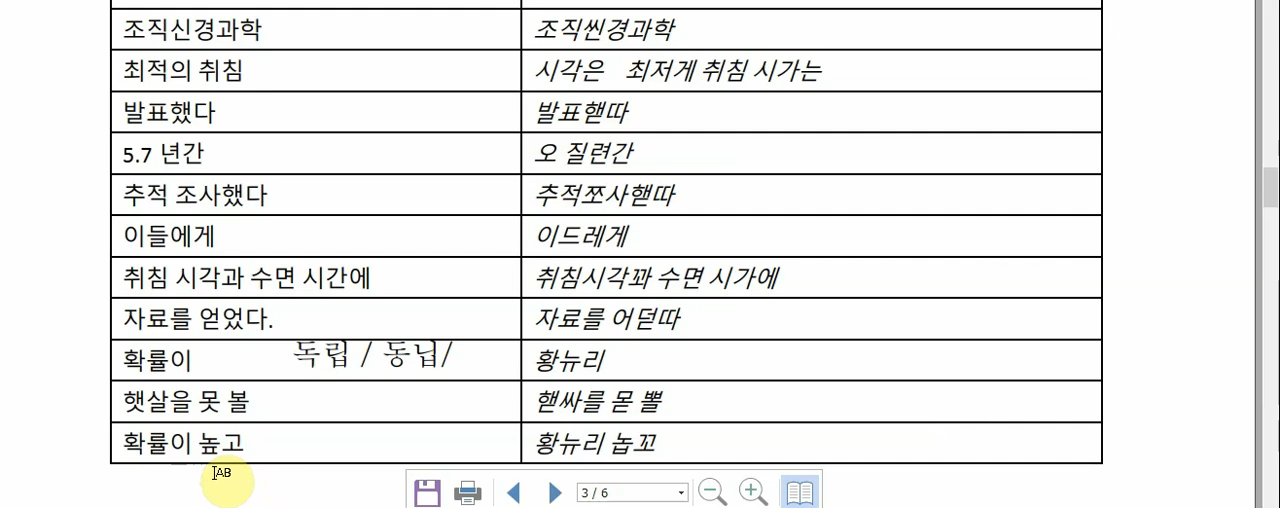 조직신경과학 조직씬경과학
최적의 취침 시각은 최저게 취침 시가는
발표했다 발표핻따
5.7 년간 오 질련간
추적 조사했다 추적쪼사핻따
이들에게 이드레게
취침 시각과 수면 시간에 취침시각꽈 수면 시가에
자료를 얻었다. 자료를 어덛따
확률이 독립 / 동닙/ 황뉴리
햇살을 못 볼 핻싸를 몯 뽈
확률이 높고 황뉴리 놉꼬
AB
3 / 6